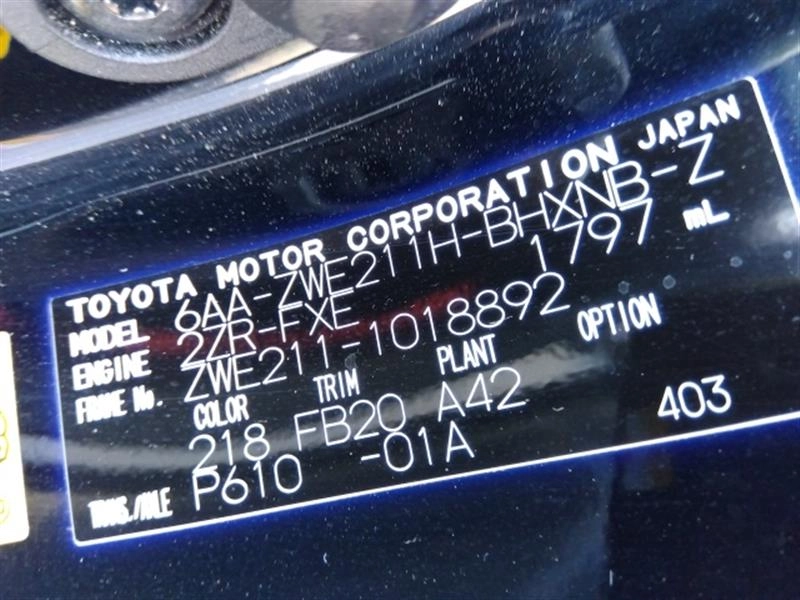 TOYOTA MOTOR CORPORATION JAPAN
MODEL 6AA-ZWE211H-BHXNB-Z
ENGINE 2ZR-FXE 1797 mL
FRAME No. ZWE211-1018892
COLOR TRIM PLANT OPTION
218 FB20 A42
TRANS./AXLE P610 -01A 403